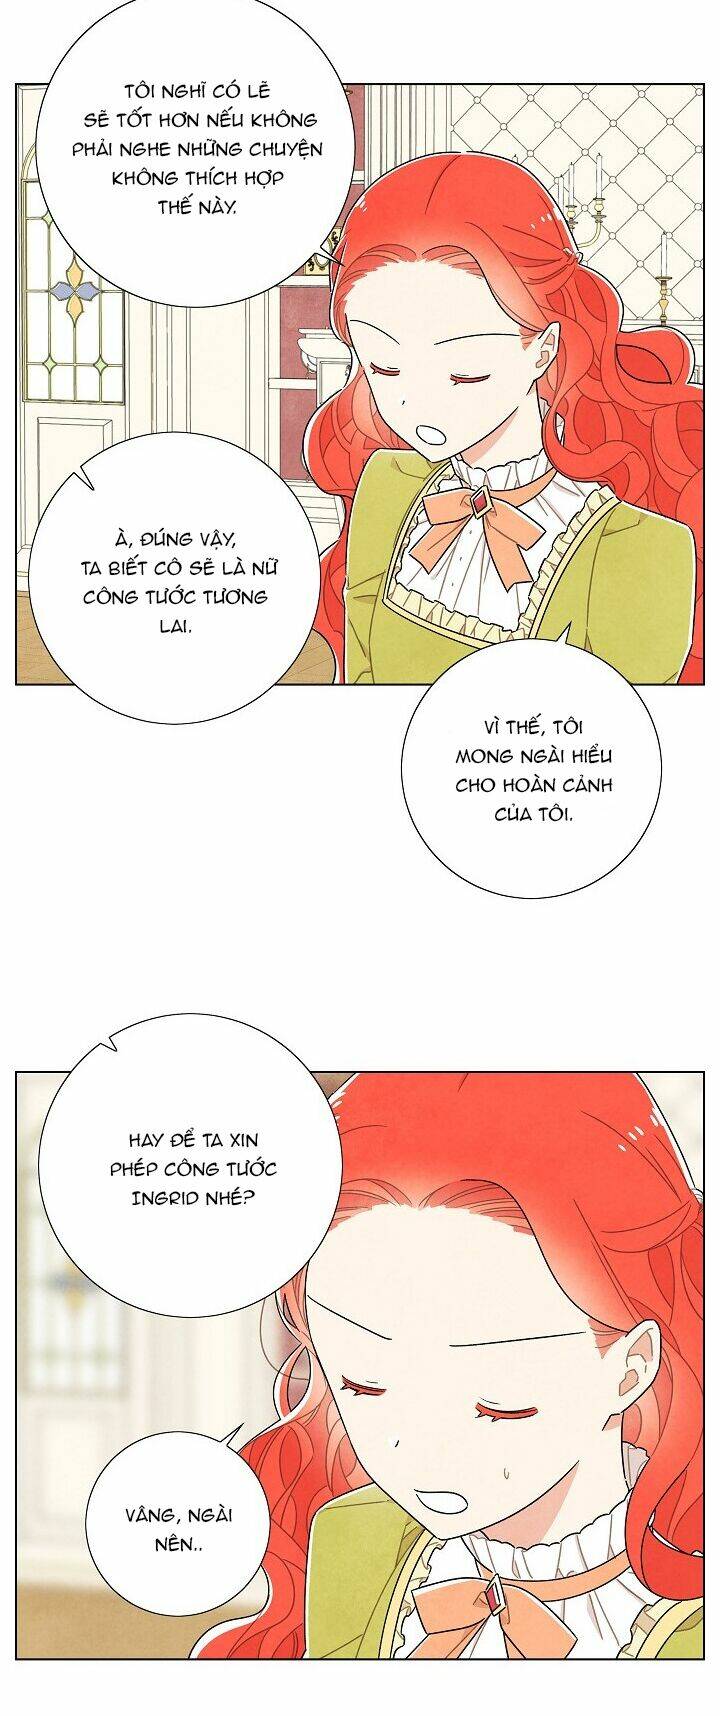 TÔI NGHĨ CÓ LẼ
SẼ TỐT HƠN NẾU KHÔNG
PHẢI NGHE NHỮNG CHUYỆN
KHÔNG THÍCH HỢP
THẾ NÀY.
À, ĐÚNG VẬY,
TA BIẾT CÔ SẼ LÀ NỮ
CÔNG TƯỚC TƯƠNG
LAI.
VÌ THẾ, TÔI
MONG NGÀI HIỂU
CHO HOÀN CẢNH
CỦA TÔI.
HAY ĐỂ TA XIN
PHÉP CÔNG TƯỚC
INGRID NHÉ?
VÂNG, NGÀI
NÊN..